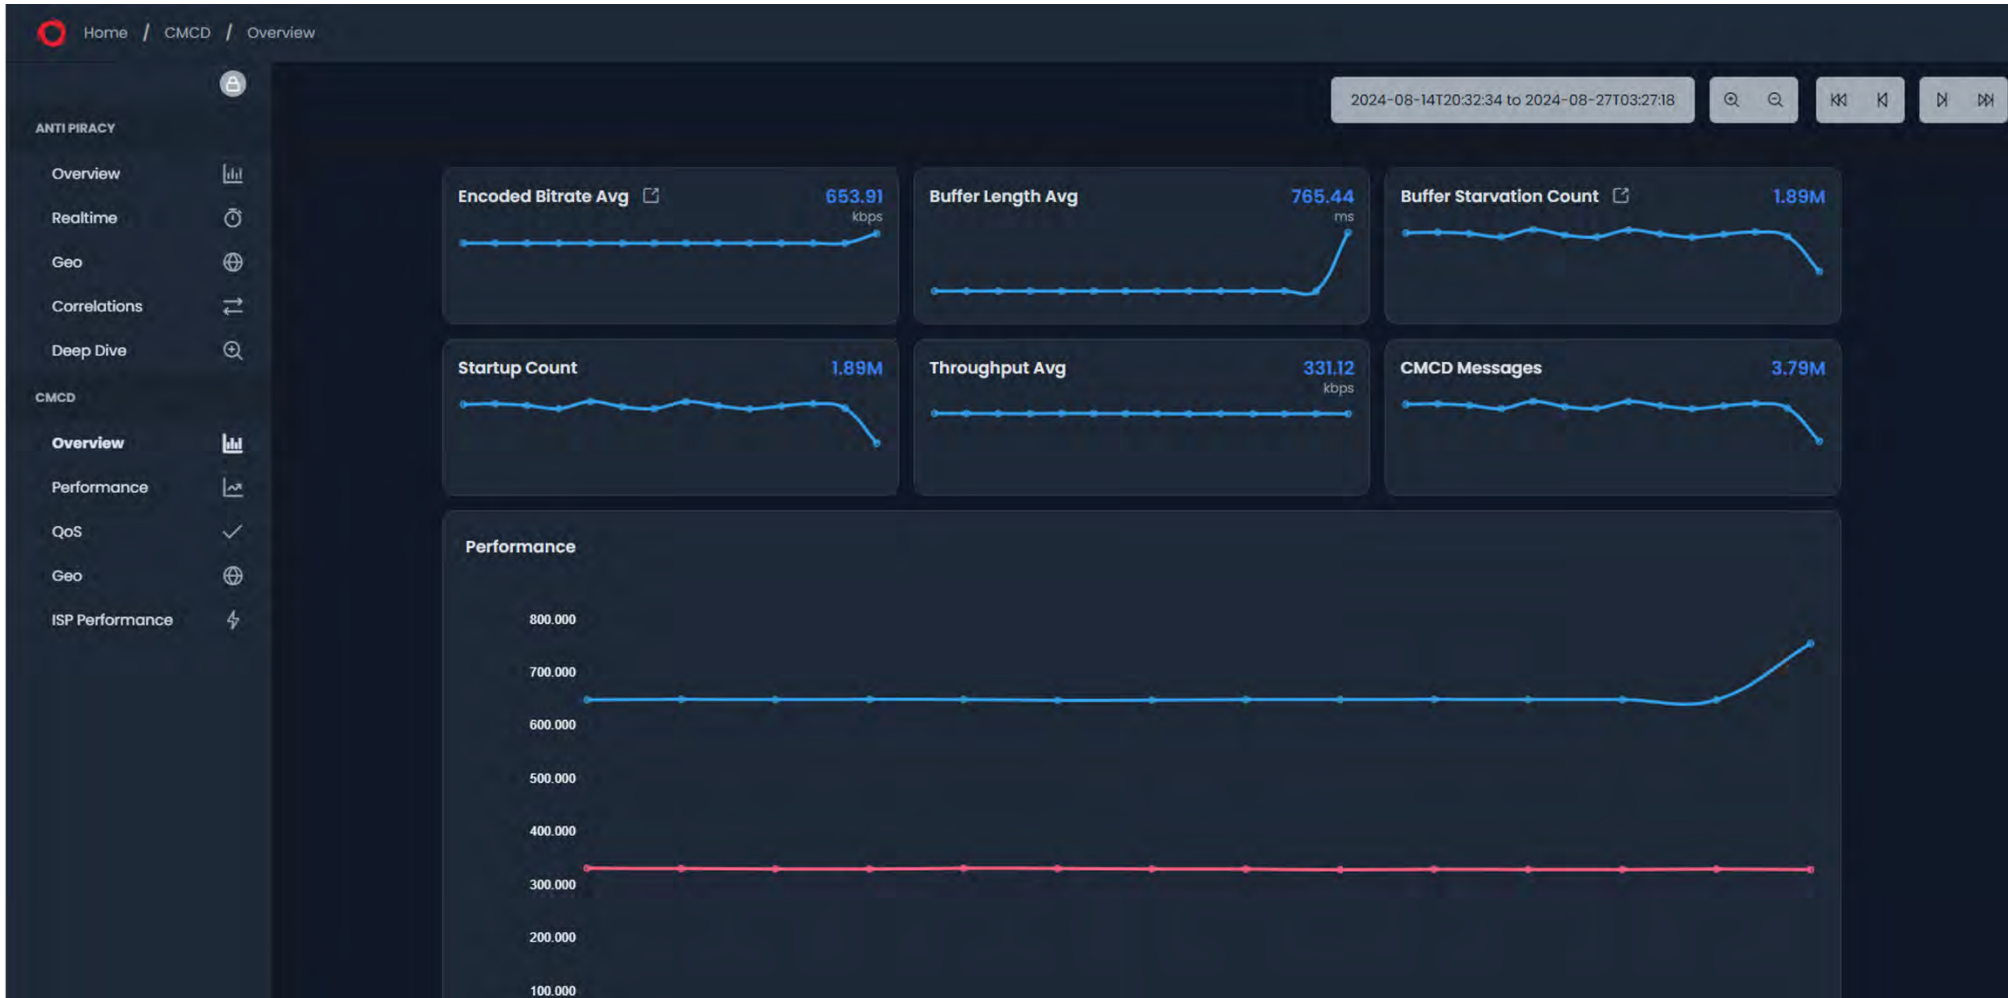 Home / CMCD / Overview
2024-08-14T20:32:34 to 2024-08-27T03:27:18
ANTI PIRACY
Overview
Realtime
Geo
Correlations
Deep Dive
CMCD
Overview
Performance
QoS
Geo
ISP Performance
Encoded Bitrate Avg 653.91
kbps
Buffer Length Avg 765.44
ms
Buffer Starvation Count 1.89M
Startup Count 1.89M
Throughput Avg 331.12
kbps
CMCD Messages 3.79M
Performance
800.000
700.000
600.000
500.000
400.000
300.000
200.000
100.000